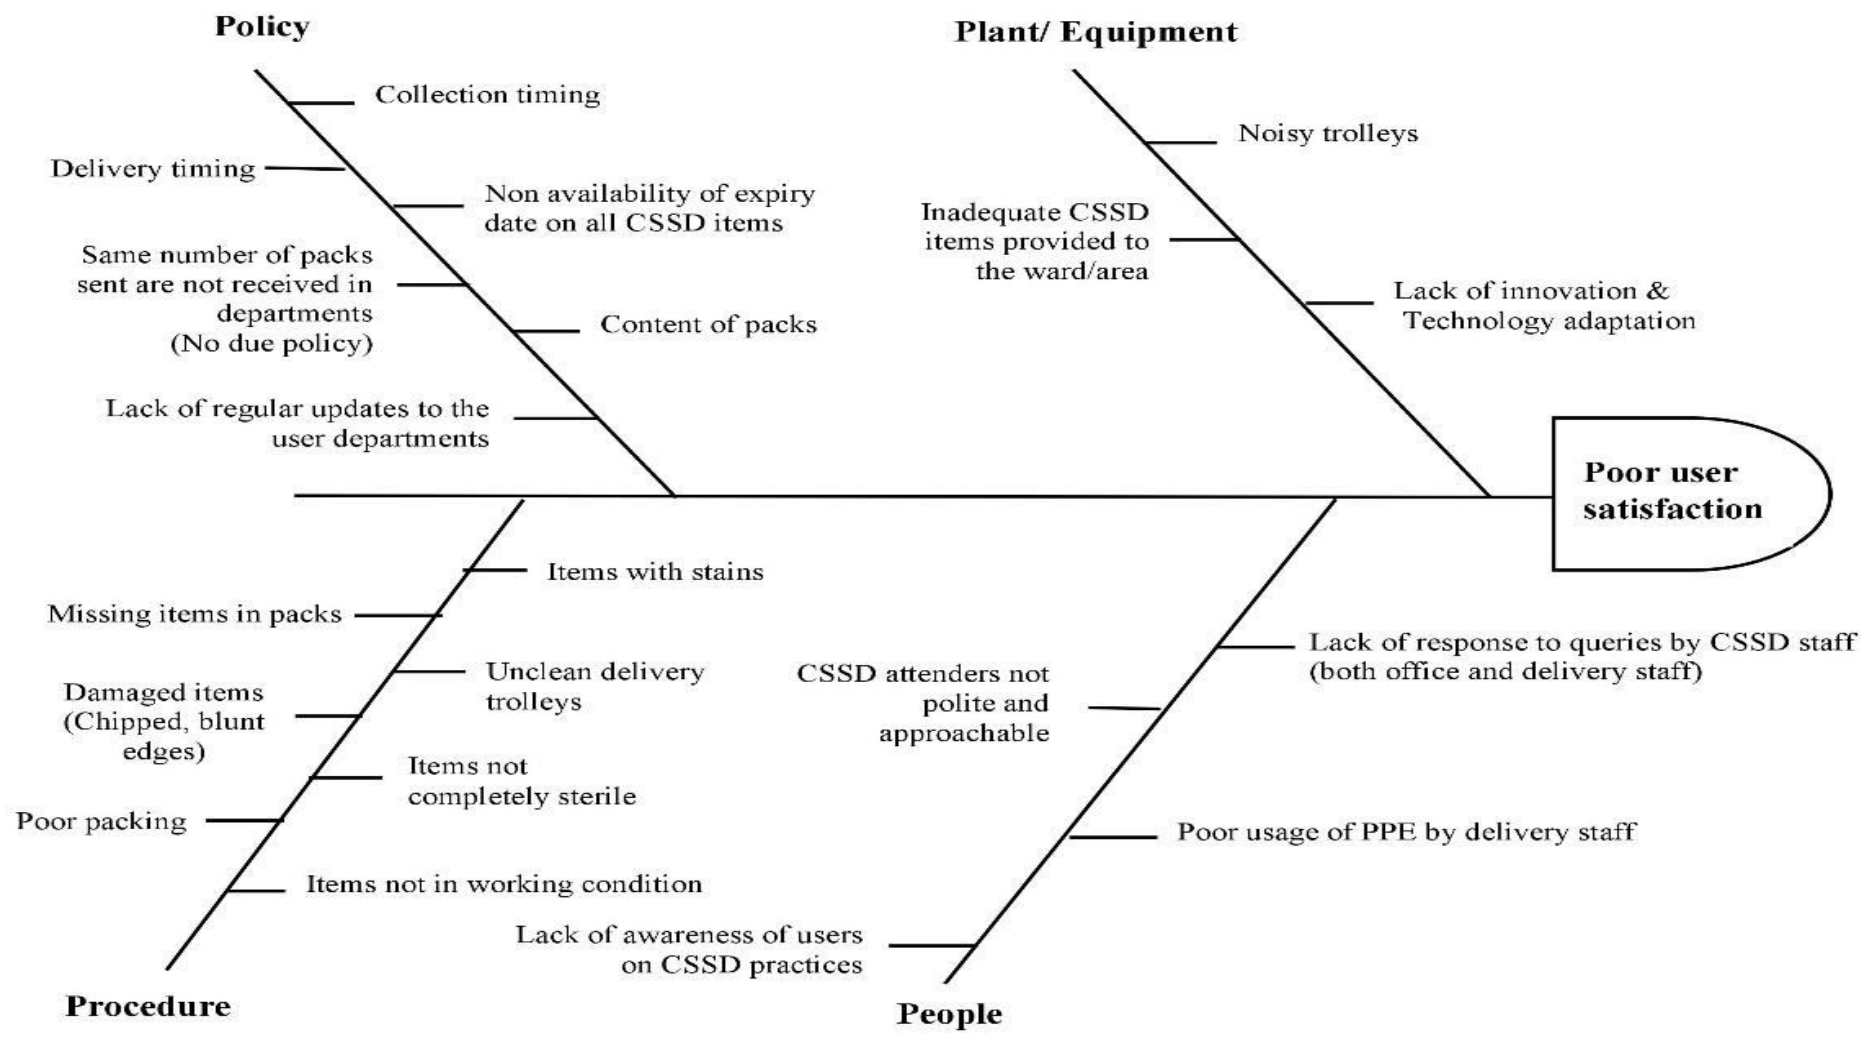 Policy
Collection timing
Delivery timing
Non availability of expiry
date on all CSSD items
Same number of packs
sent are not received in
departments
(No due policy)
Content of packs
Lack of regular updates to the
user departments
Plant/ Equipment
Noisy trolleys
Inadequate CSSD
items provided to
the ward/area
Lack of innovation &
Technology adaptation
Poor user
satisfaction
Items with stains
Missing items in packs
Unclean delivery
trolleys
Damaged items
(Chipped, blunt
edges)
Items not
completely sterile
Poor packing
Items not in working condition
Procedure
Lack of response to queries by CSSD staff
(both office and delivery staff)
CSSD attenders not
polite and
approachable
Poor usage of PPE by delivery staff
Lack of awareness of users
on CSSD practices
People